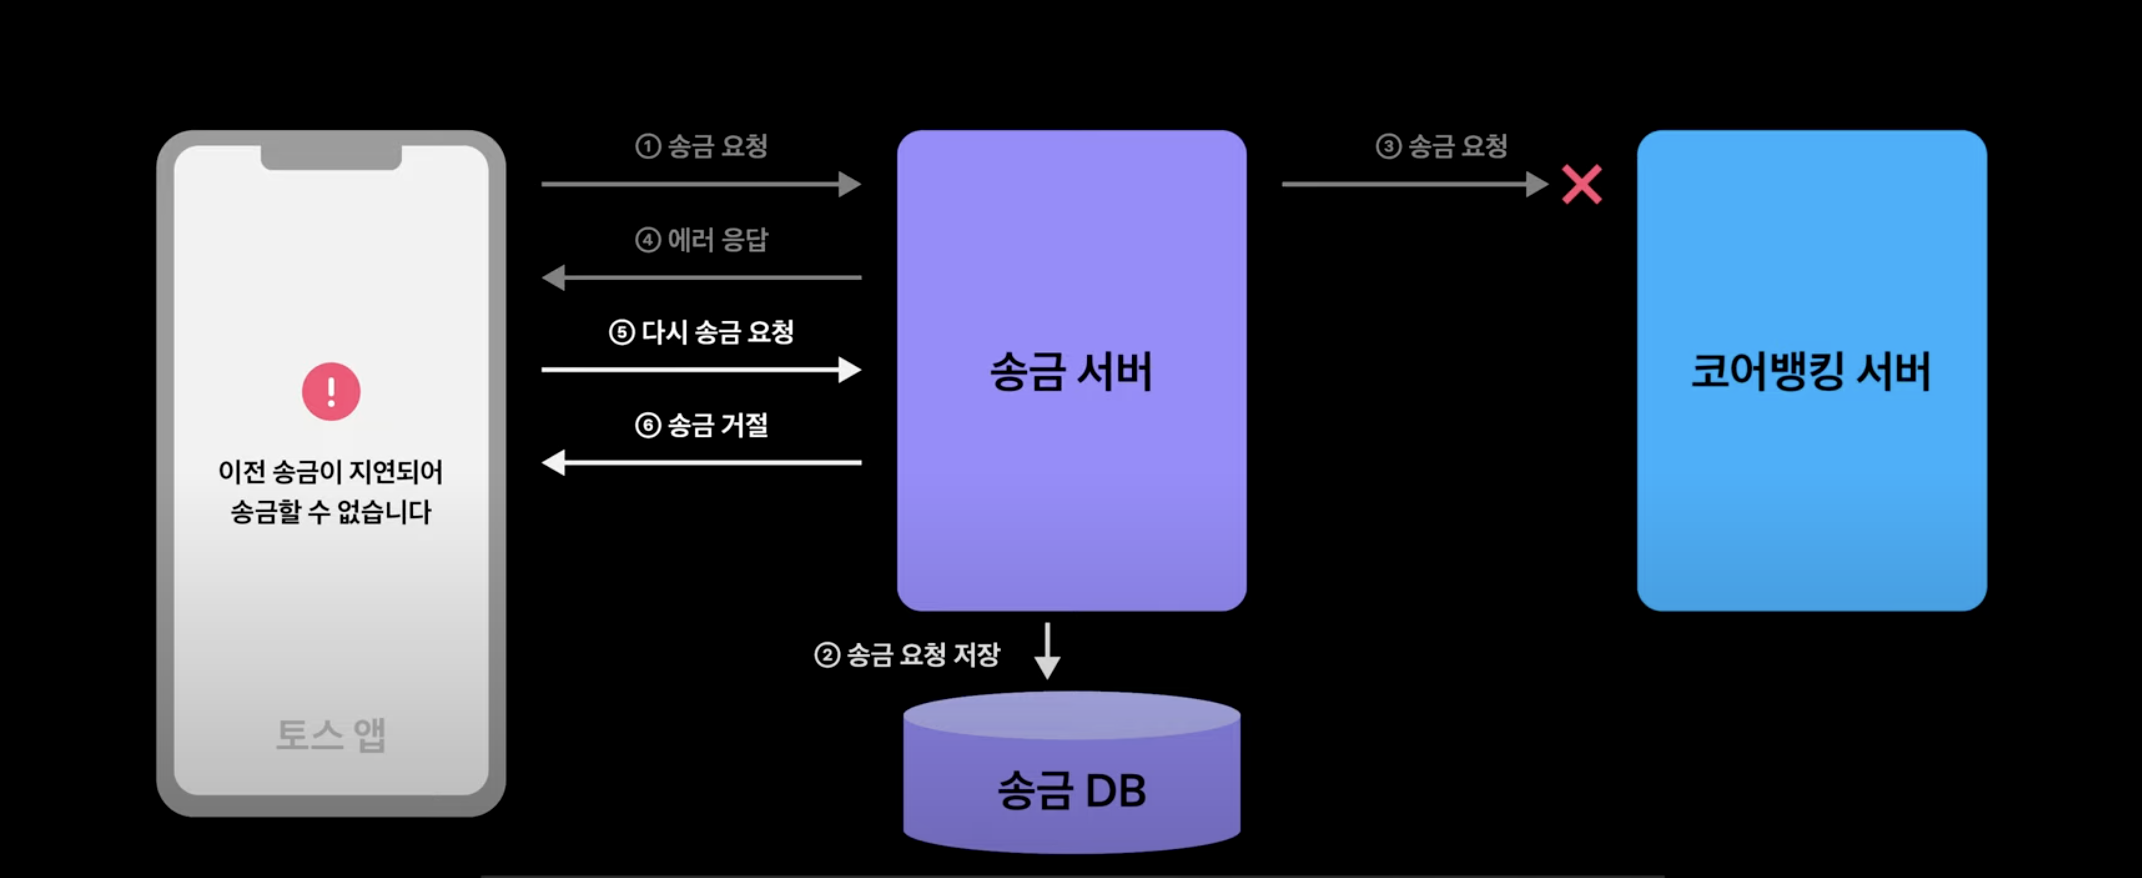 ① 송금 요청
③ 송금 요청
④ 에러 응답
⑤ 다시 송금 요청
송금 서버
코어뱅킹 서버
⑥ 송금 거절
이전 송금이 지연되어
송금할 수 없습니다
② 송금 요청 저장
토스 앱
송금 DB